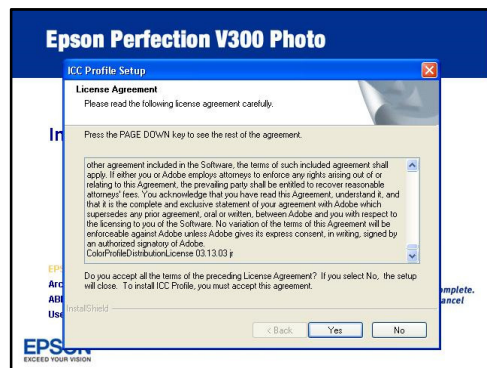 Epson Perfection V300 Photo
ICC Profile Setup
License Agreement
Please read the following license agreement carefully.
In
Press the PAGE DOWN key to see the rest of the agreement.
other agreement included in the Software, the terms of such included agreement shall
apply. If either you or Adobe employs attorneys to enforce any rights arising out of or
relating to this Agreement, the prevailing party shall be entitled to recover reasonable
attorneys' fees. You acknowledge that you have read this Agreement, understand it, and
that it is the complete and exclusive statement of your agreement with Adobe which
supersedes any prior agreement, oral or written, between Adobe and you with respect to
the licensing to you of the Software. No variation of the terms of this Agreement will be
enforceable against Adobe unless Adobe gives its express consent, in writing, signed by
an authorized signatory of Adobe.
ColorProfileDistributionLicense 03.13.03 jr
Do you accept all the terms of the preceding License Agreement? If you select No, the setup
will close. To install ICC Profile, you must accept this agreement.
EPS
Arc
ABB
Use
mplete.
ancel
InstallShield
< Back Yes No
EPSON
EXCEED YOUR VISION